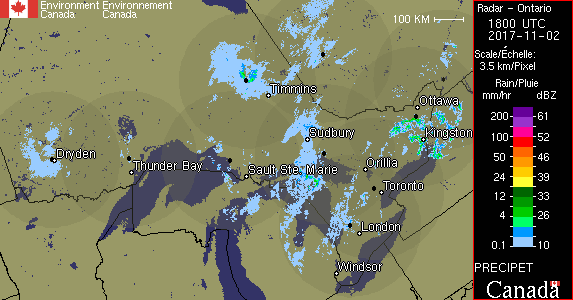 Environment Environnement
Canada Canada
100 KM
Timmins
Ottawa
Sudbury
Kingston
Dryden
Thunder Bay
Sault Ste. Marie
Orillia
Toronto
London
Windsor
Radar - Ontario
1800 UTC
2017-11-02
Scale/Échelle:
3.5 km/Pixel
Rain/Pluie
mm/hr dBZ
200 61
100 52
50 46
24 39
12 34
4 26
0.1 10
PRECIPET
Canada